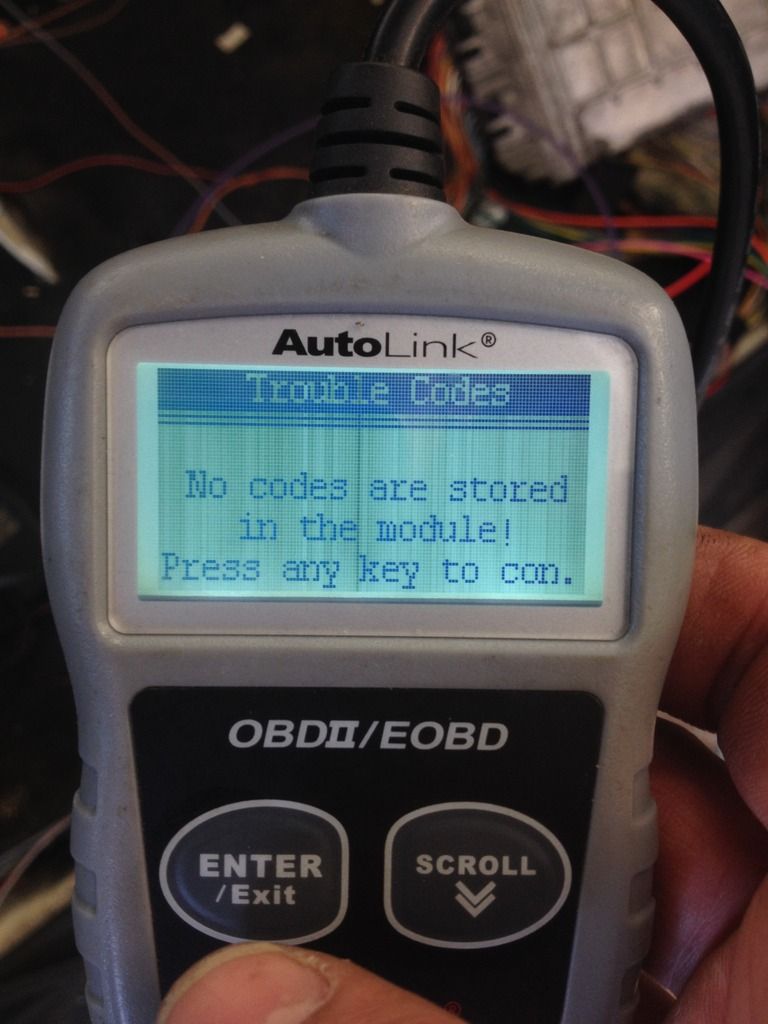 AutoLink®
Trouble Codes
No codes are stored
in the module!
Press any key to con.
OBDII/EOBD
ENTER
/Exit
SCROLL
®